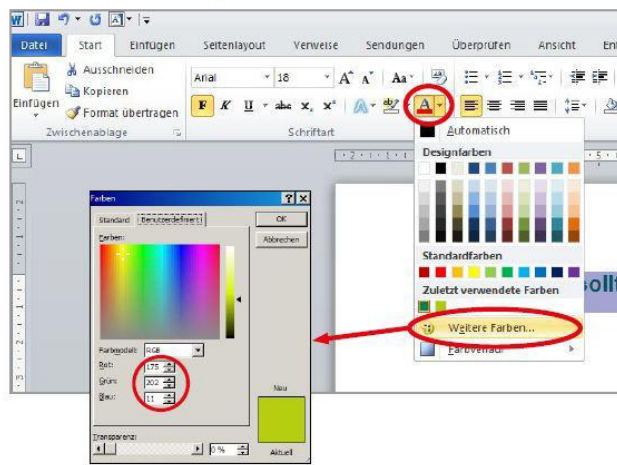 Datei Start Einfügen Seitenlayout Verweise Sendungen Überprüfen Ansicht
Ausschneiden
Kopieren
Format übertragen
Einfügen
Arial 18
F K U abc x, x² A A
Zwischenablage Schriftart
Automatisch
Designfarben
Standardfarben
Zuletzt verwendete Farben
Weitere Farben...
Farbverlauf
Farben
Standard Benutzerdefiniert
OK
Abbrechen
Farben:
Farbmodell: RGB
Rot: 175
Grün: 202
Blau: 11
Neu
Transparenz:
0 %
Aktuell